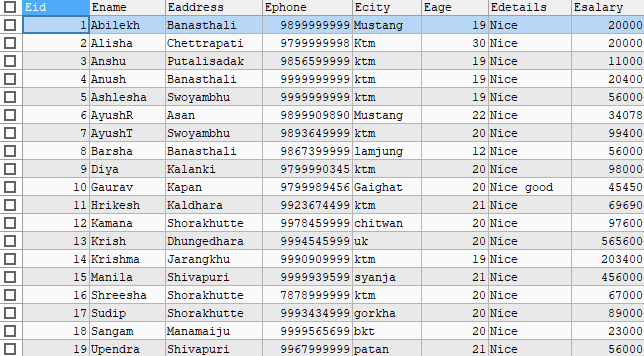 Eid Ename Eaddress Ephone Ecity Eage Edetails Esalary
1 Abilekh Banasthali 9899999999 Mustang 19 Nice 20000
2 Alisha Chettrapati 9799999998 Ktm 30 Nice 20000
3 Anshu Putalisadak 9856599999 ktm 19 Nice 11000
4 Anush Banasthali 9999999999 ktm 19 Nice 20400
5 Ashlesha Swoyambhu 9999999999 ktm 19 Nice 56000
6 AyushR Asan 9899909890 Mustang 22 Nice 34078
7 AyushT Swoyambhu 9893649999 ktm 20 Nice 99400
8 Barsha Banasthali 9867399999 lamjung 12 Nice 56000
9 Diya Kalanki 9799990345 ktm 20 Nice 98000
10 Gaurav Kapan 9799989456 Gaighat 20 Nice good 45450
11 Hrikesh Kaldhara 9923674499 ktm 21 Nice 69690
12 Kamana Shorakhutte 9978459999 chitwan 20 Nice 97600
13 Krish Dhungedhara 9994545999 uk 20 Nice 565600
14 Krishma Jarangkhu 9990909999 ktm 19 Nice 203400
15 Manila Shivapuri 9999939599 syanja 21 Nice 456000
16 Shreesha Shorakhutte 7878999999 ktm 20 Nice 67000
17 Sudip Shorakhutte 9993434999 gorkha 20 Nice 89000
18 Sangam Manamaiju 9999565699 bkt 20 Nice 23000
19 Upendra Shivapuri 9967999999 patan 21 Nice 56000